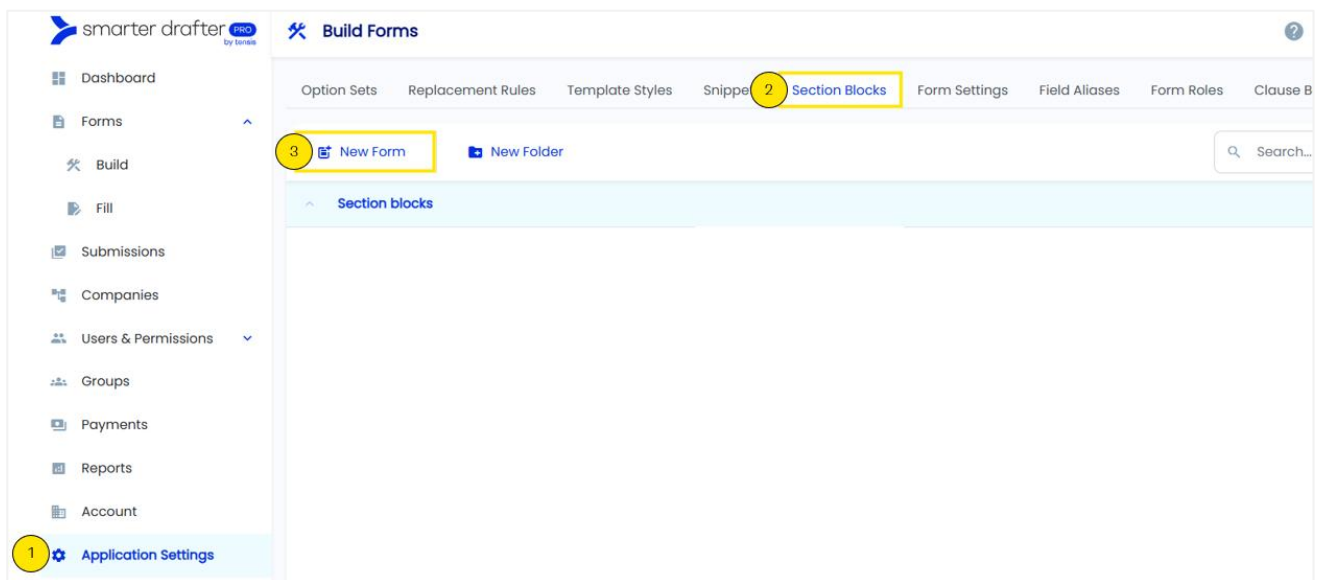 smarter drafter PRO
by tensis
Build Forms
Dashboard
Forms
Build
Fill
Submissions
Companies
Users & Permissions
Groups
Payments
Reports
Account
1 Application Settings
Option Sets Replacement Rules Template Styles Snippe 2 Section Blocks Form Settings Field Aliases Form Roles Clause B
3 New Form New Folder Search...
Section blocks